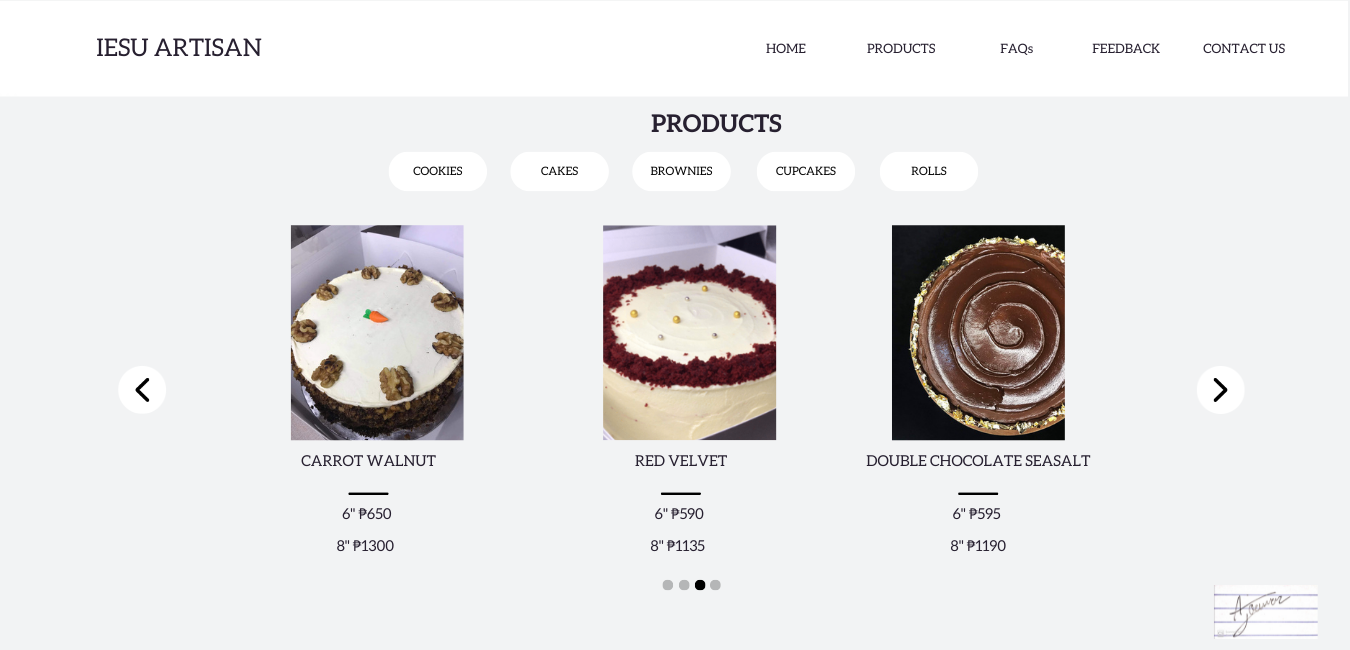 IESU ARTISAN
HOME PRODUCTS FAQs FEEDBACK CONTACT US
PRODUCTS
COOKIES CAKES BROWNIES CUPCAKES ROLLS
CARROT WALNUT RED VELVET DOUBLE CHOCOLATE SEASALT
6" ₱650 6" ₱590 6" ₱595
8" ₱1300 8" ₱1135 8" ₱1190